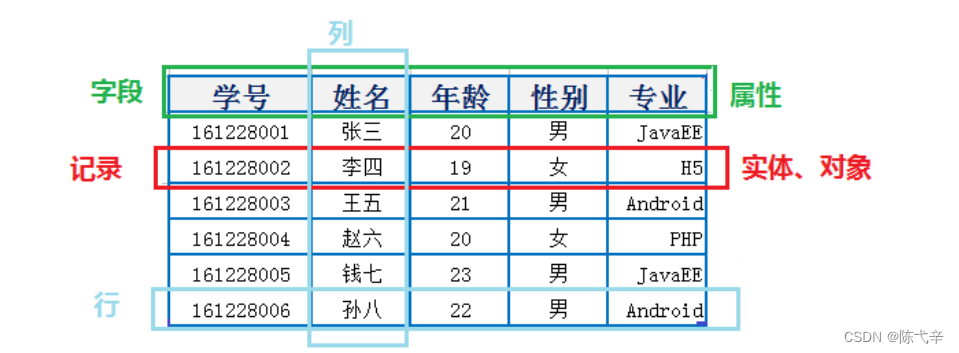 列
字段 学号 姓名 年龄 性别 专业 属性
161228001 张三 20 男 JavaEE
记录 161228002 李四 19 女 H5 实体、对象
161228003 王五 21 男 Android
161228004 赵六 20 女 PHP
161228005 钱七 23 男 JavaEE
行 161228006 孙八 22 男 Android
CSDN @陈弋辛